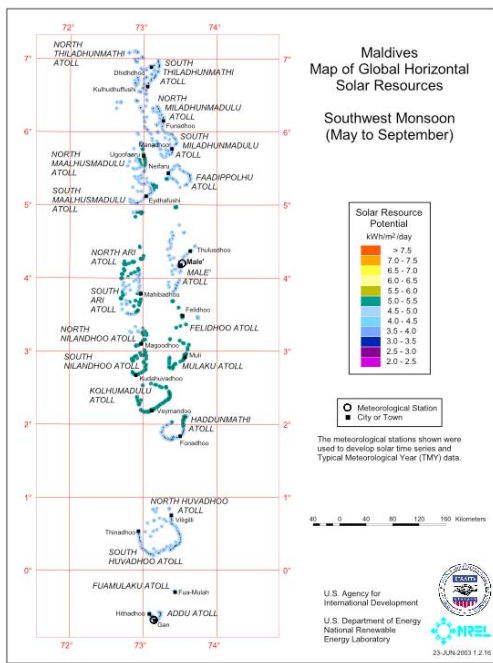 Maldives
Map of Global Horizontal
Solar Resources
Southwest Monsoon
(May to September)
72°
73°
74°
7°
6°
5°
4°
3°
2°
1°
0°
72°
73°
74°
NORTH
THILADHUNMATHI
ATOLL
SOUTH
THILADHUNMATHI
ATOLL
Dhidhdhoo
Kulhudhuffushi
NORTH
MILADHUNMADULU
ATOLL
Funadhoo
SOUTH
MILADHUNMADULU
ATOLL
Manadhoo
NORTH
MAALHUSMADULU
ATOLL
Ugoofaaru
Neifaru
FAADIPPOLHU
ATOLL
SOUTH
MAALHUSMADULU
ATOLL
Eydhafushi
Thulusdhoo
NORTH ARI
ATOLL
Male'
MALE'
ATOLL
SOUTH
ARI
ATOLL
Mahibadhoo
Felidhoo
FELIDHOO ATOLL
NORTH
NILANDHOO ATOLL
Magoodhoo
SOUTH
NILANDHOO ATOLL
Muli
MULAKU ATOLL
Kudahuvadhoo
KOLHUMADULU
ATOLL
Veymandoo
HADDUNMATHI
ATOLL
Fonadhoo
NORTH HUVADHOO
ATOLL
Viligili
Thinadhoo
SOUTH
HUVADHOO ATOLL
FUAMULAKU ATOLL
Fua-Mulah
Hithadhoo
ADDU ATOLL
Gan
Solar Resource
Potential
kWh/m²/day
> 7.5
7.0 - 7.5
6.5 - 7.0
6.0 - 6.5
5.5 - 6.0
5.0 - 5.5
4.5 - 5.0
4.0 - 4.5
3.5 - 4.0
3.0 - 3.5
2.5 - 3.0
2.0 - 2.5
Meteorological Station
City or Town
The meteorological stations shown were
used to develop solar time series and
Typical Meteorological Year (TMY) data.
40 0 40 80 120 160 Kilometers
U.S. Agency for
International Development
U.S. Department of Energy
National Renewable
Energy Laboratory
USAID
NREL
23-JUN-2003 1.2.16